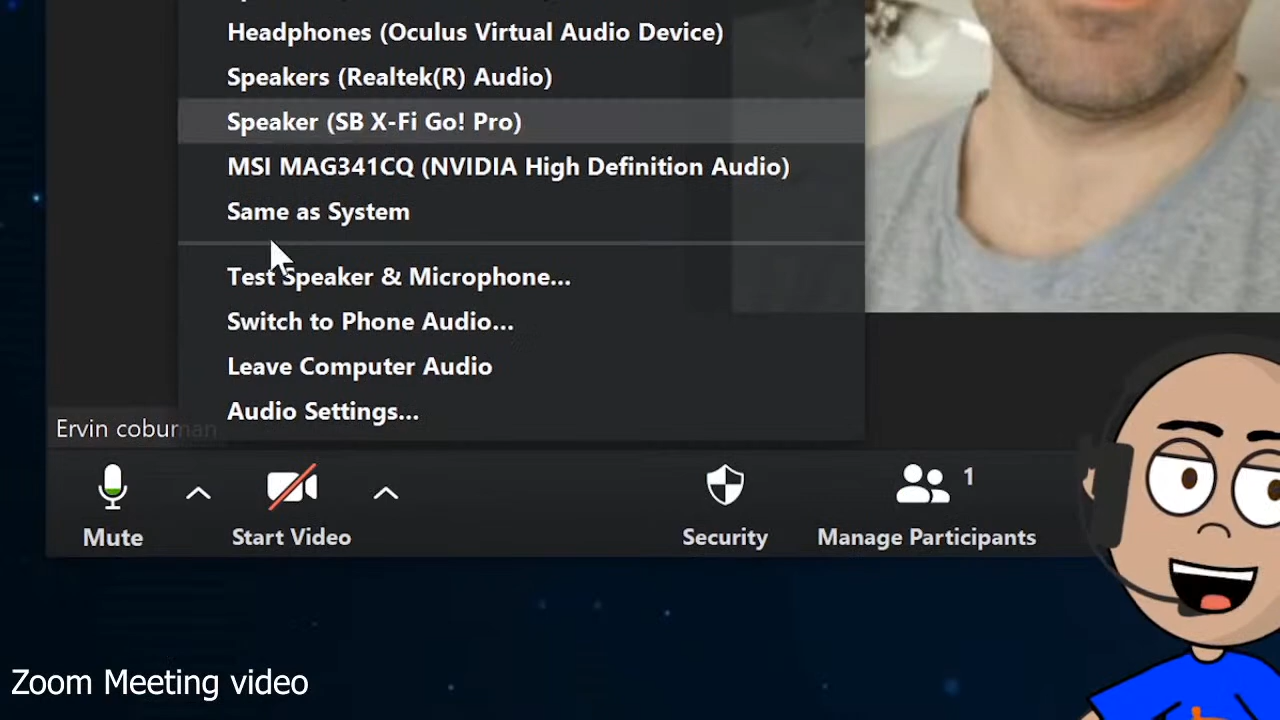 Headphones (Oculus Virtual Audio Device)
Speakers (Realtek(R) Audio)
Speaker (SB X-Fi Go! Pro)
MSI MAG341CQ (NVIDIA High Definition Audio)
Same as System
Test Speaker & Microphone...
Switch to Phone Audio...
Leave Computer Audio
Audio Settings...
Ervin coburnan
1
Mute
Start Video
Security
Manage Participants
Zoom Meeting video